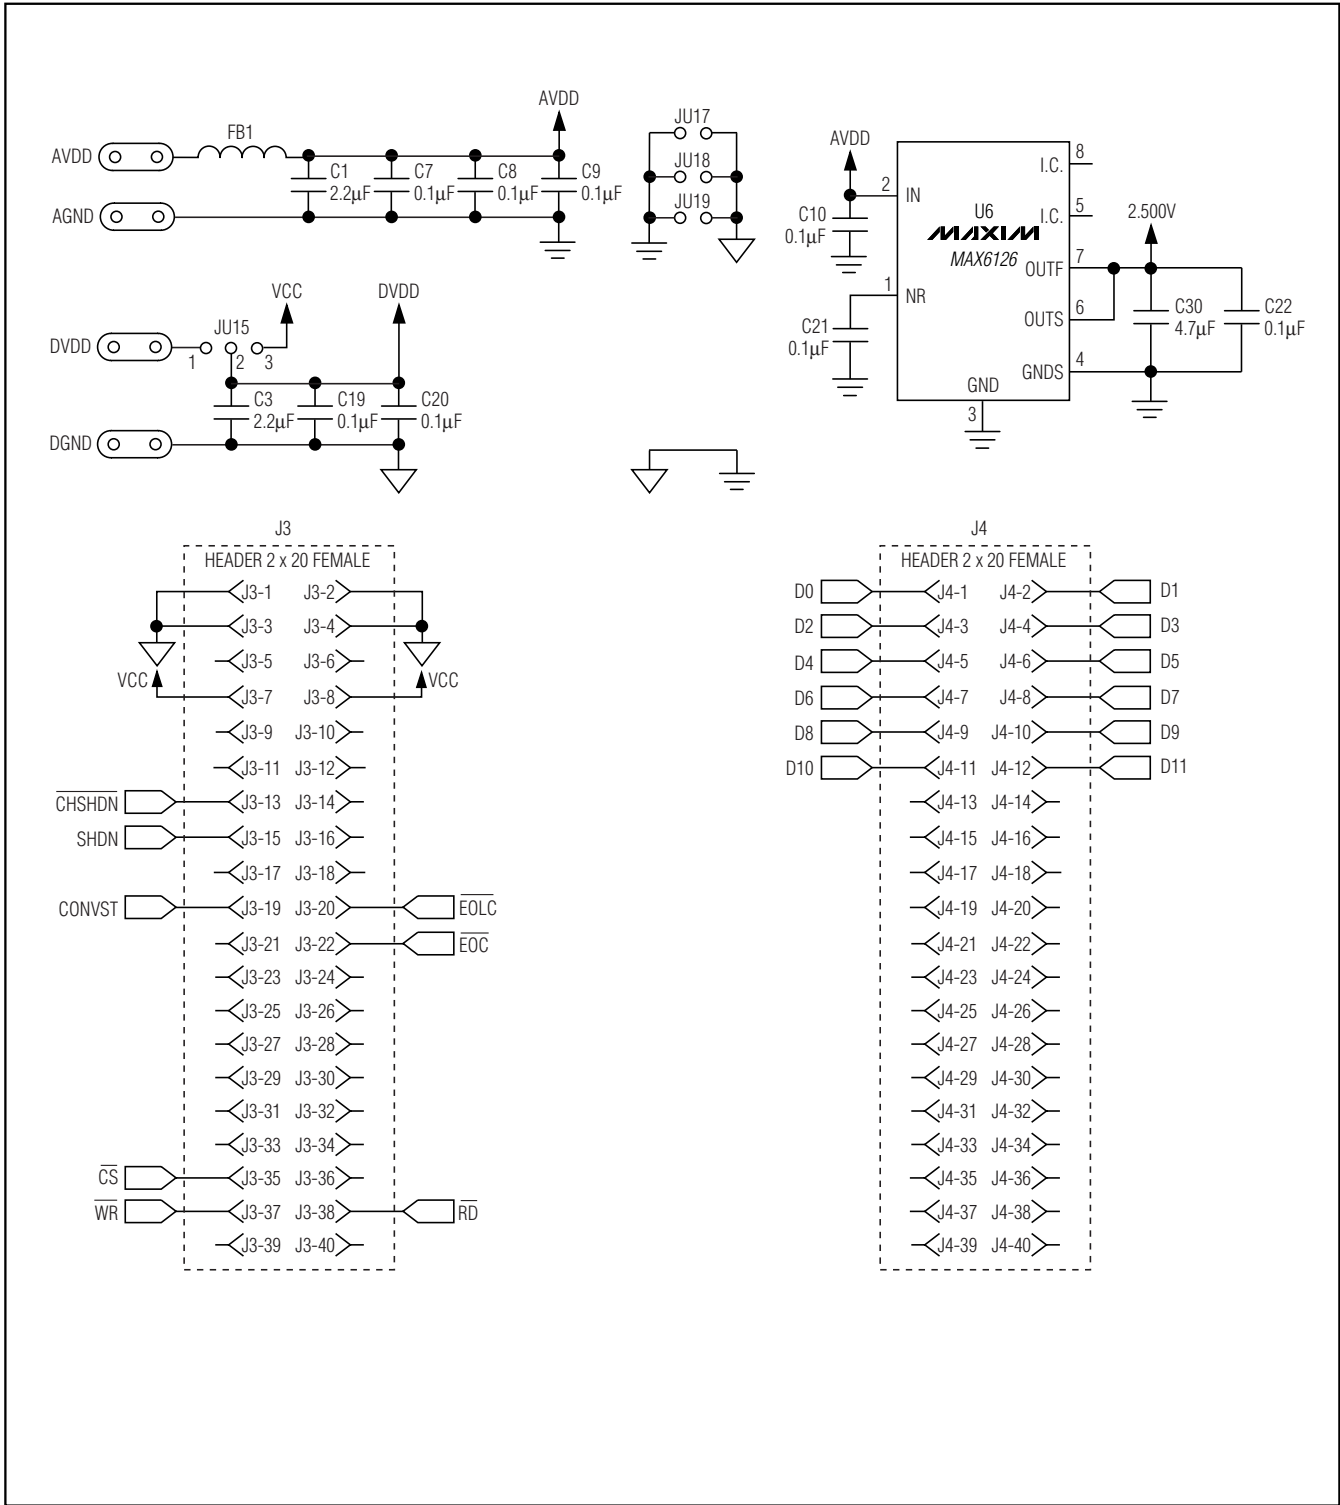 AVDD
FB1
AVDD
C1
2.2μF
C7
0.1μF
C8
0.1μF
C9
0.1μF
AGND
JU17
JU18
JU19
AVDD
C10
0.1μF
2
IN
I.C.
8
I.C.
5
U6
MAXIM
MAX6126
2.500V
OUTF
7
1
NR
C21
0.1μF
OUTS
6
C30
4.7μF
C22
0.1μF
GNDS
4
GND
3
VCC
DVDD
DVDD
JU15
1
2
3
C3
2.2μF
C19
0.1μF
C20
0.1μF
DGND
J3
HEADER 2 x 20 FEMALE
J3-1 J3-2
J3-3 J3-4
J3-5 J3-6
VCC
VCC
J3-7 J3-8
J3-9 J3-10
J3-11 J3-12
C̅H̅S̅H̅D̅N̅ J3-13 J3-14
SHDN J3-15 J3-16
J3-17 J3-18
CONVST J3-19 J3-20 E̅O̅L̅C̅
J3-21 J3-22 E̅O̅C̅
J3-23 J3-24
J3-25 J3-26
J3-27 J3-28
J3-29 J3-30
J3-31 J3-32
J3-33 J3-34
C̅S̅ J3-35 J3-36
W̅R̅ J3-37 J3-38 R̅D̅
J3-39 J3-40
J4
HEADER 2 x 20 FEMALE
D0 J4-1 J4-2 D1
D2 J4-3 J4-4 D3
D4 J4-5 J4-6 D5
D6 J4-7 J4-8 D7
D8 J4-9 J4-10 D9
D10 J4-11 J4-12 D11
J4-13 J4-14
J4-15 J4-16
J4-17 J4-18
J4-19 J4-20
J4-21 J4-22
J4-23 J4-24
J4-25 J4-26
J4-27 J4-28
J4-29 J4-30
J4-31 J4-32
J4-33 J4-34
J4-35 J4-36
J4-37 J4-38
J4-39 J4-40